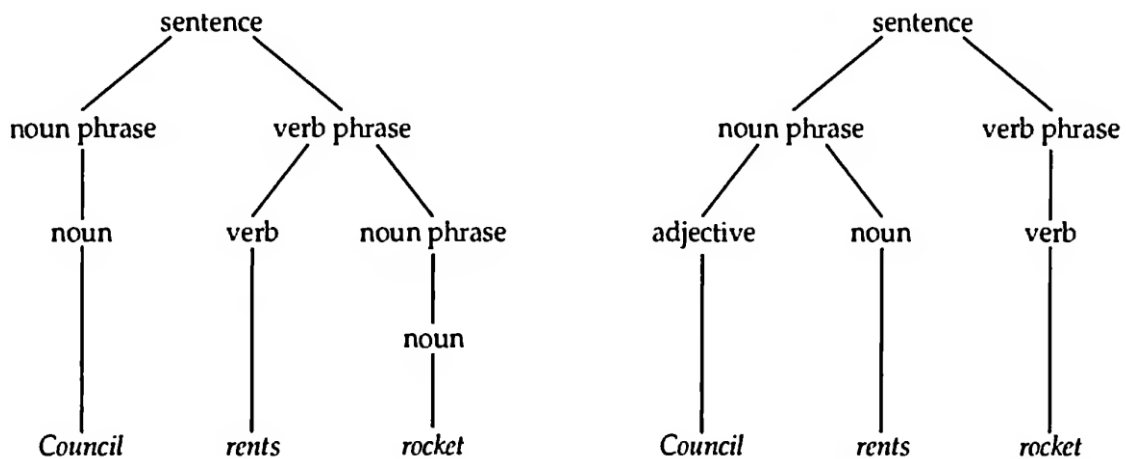 sentence sentence
noun phrase verb phrase noun phrase verb phrase
noun verb noun phrase adjective noun verb
noun
Council rents rocket Council rents rocket